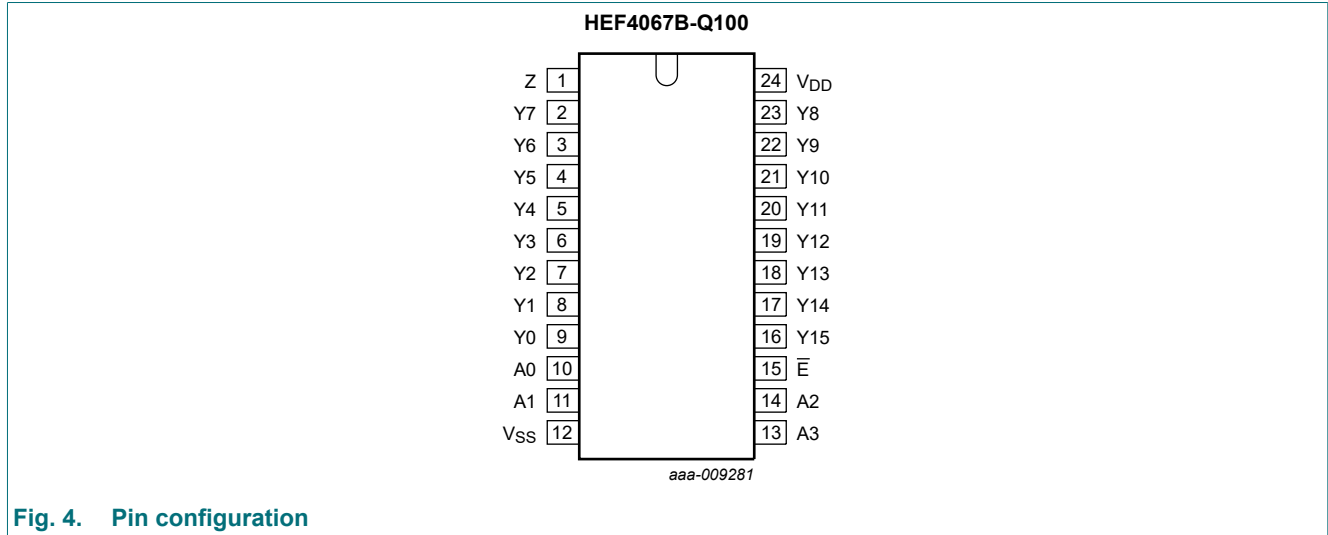 HEF4067B-Q100
Z 1 24 VDD
Y7 2 23 Y8
Y6 3 22 Y9
Y5 4 21 Y10
Y4 5 20 Y11
Y3 6 19 Y12
Y2 7 18 Y13
Y1 8 17 Y14
Y0 9 16 Y15
A0 10 15 E̅
A1 11 14 A2
VSS 12 13 A3
aaa-009281
Fig. 4. Pin configuration